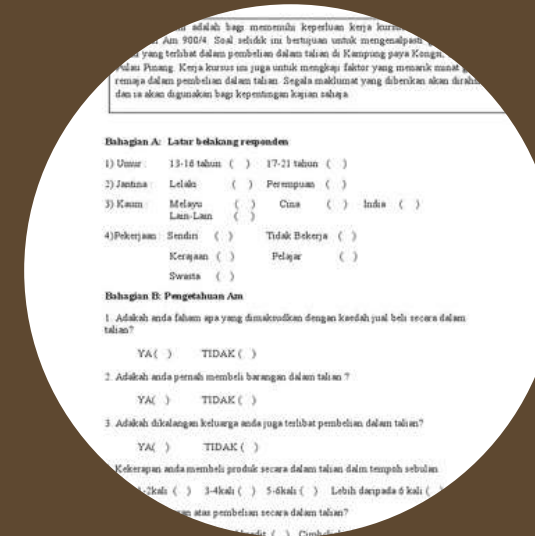 adalah bagi memenuhi keperluan kerja kursus
Am 900/4. Soal selidik ini bertujuan untuk mengenalpasti
yang terlibat dalam pembelian dalam talian di Kampung paya Kongsi,
Pulau Pinang. Kerja kursus ini juga untuk mengkaji faktor yang menarik minat
remaja dalam pembelian dalam talian. Segala maklumat yang diberikan akan
dan ia akan digunakan bagi kepentingan kajian sahaja.
Bahagian A: Latar belakang responden
1) Umur : 13-16 tahun ( ) 17-21 tahun ( )
2) Jantina : Lelaki ( ) Perempuan ( )
3) Kaum : Melayu ( ) Cina ( ) India ( )
Lain-Lain ( )
4)Pekerjaan : Sendiri ( ) Tidak Bekerja ( )
Kerajaan ( ) Pelajar ( )
Swasta ( )
Bahagian B: Pengetahuan Am
1. Adakah anda faham apa yang dimaksudkan dengan kaedah jual beli secara dalam
talian?
YA( ) TIDAK ( )
2. Adakah anda pernah membeli barangan dalam talian ?
YA( ) TIDAK ( )
3. Adakah dikalangan keluarga anda juga terlibat pembelian dalam talian?
YA( ) TIDAK ( )
Kekerapan anda membeli produk secara dalam talian dalm tempoh sebulan
1-2kali ( ) 3-4kali ( ) 5-6kali ( ) Lebih daripada 6 kali (
atas pembelian secara dalam talian?